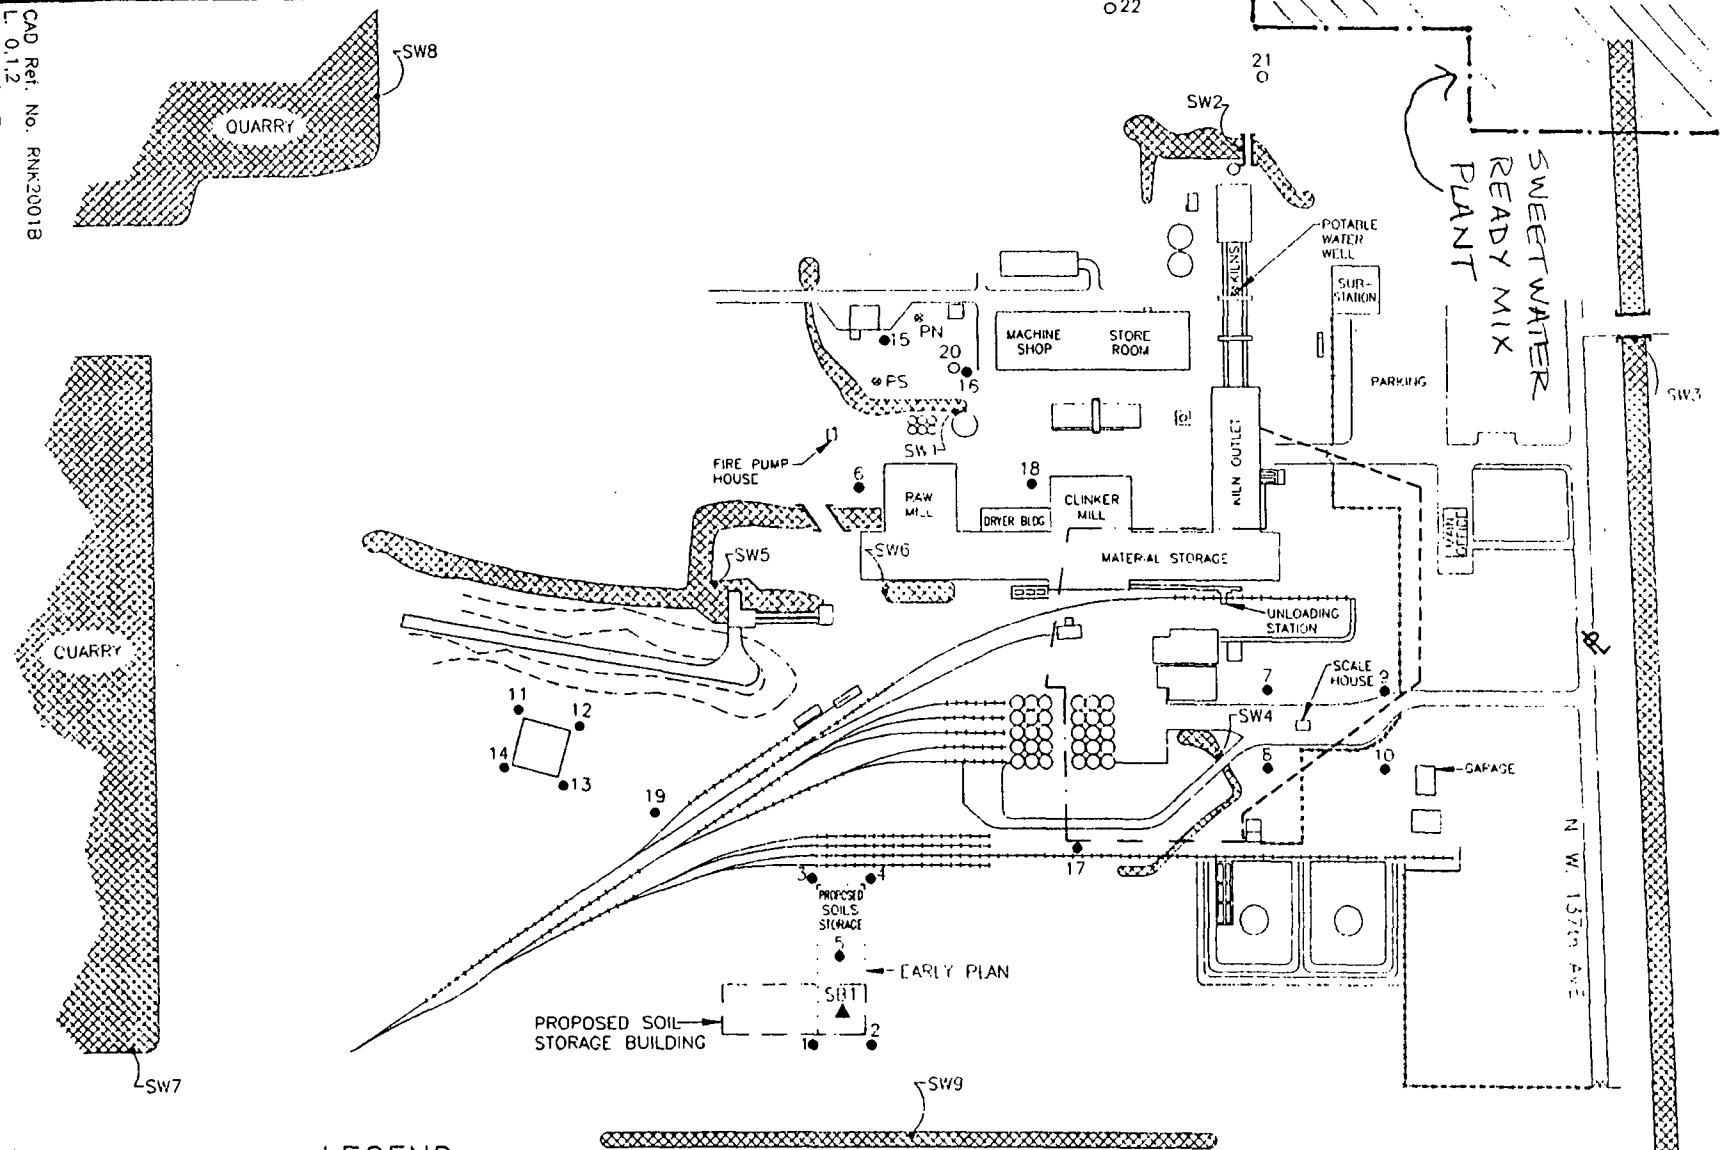 CAD Ref. No. RNK2001B
L. 0,1,2
QUARRY
SW8
22
21
SW2
SWEETWATER
READY MIX
PLANT
POTABLE
WATER
WELL
KILNS
SUB-
STATION
PN
15
20
16
PS
MACHINE
SHOP
STORE
ROOM
PARKING
SW3
SW1
FIRE PUMP
HOUSE
6
RAW
MILL
18
CLINKER
MILL
DRYER BLDG
KILN OUTLET
MAIN
OFFICE
SW5
SW6
MATERIAL STORAGE
UNLOADING
STATION
QUARRY
SCALE
HOUSE
7
9
11
12
14
13
SW4
8
10
GARAGE
19
17
3
4
PROPOSED
SOILS
STORAGE
5
EARLY PLAN
SB1
PROPOSED SOIL
STORAGE BUILDING
1
2
N W. 137th AVE
SW7
SW9
LEGEND